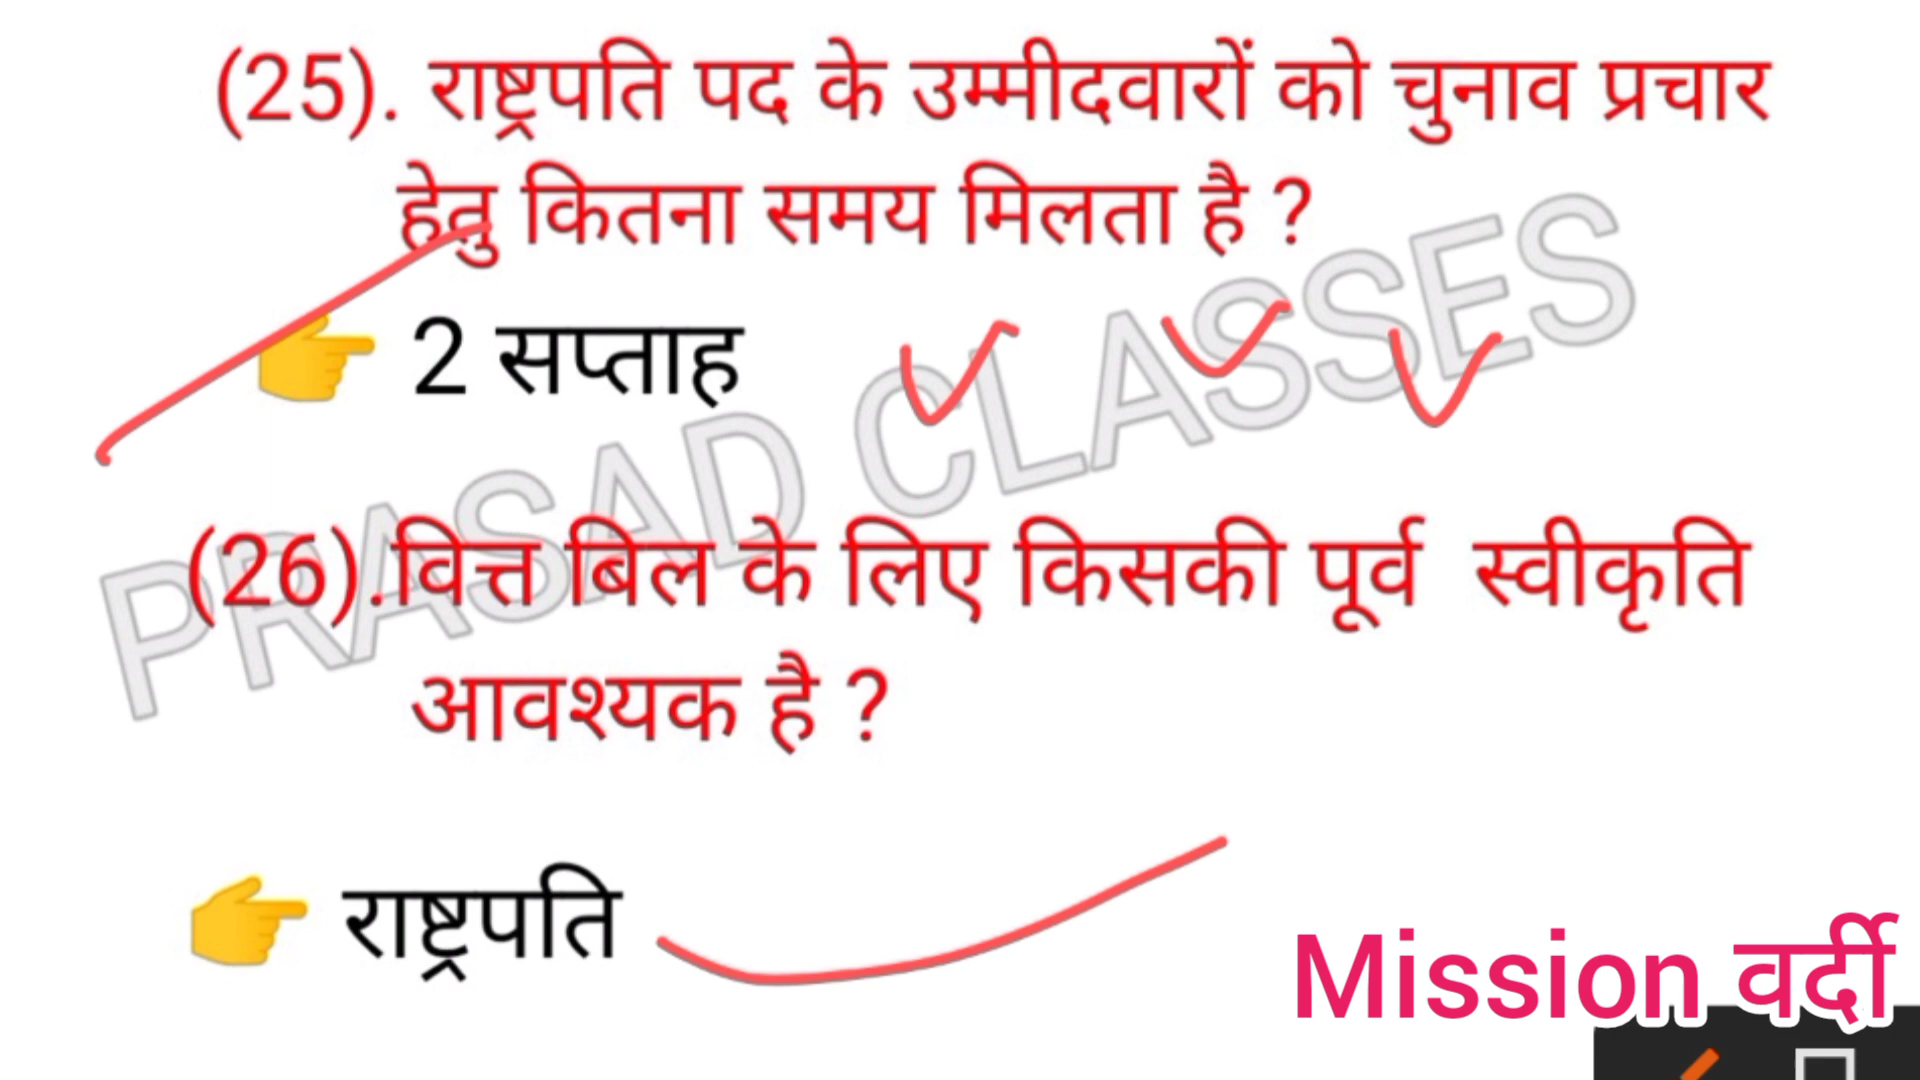 (25). राष्ट्रपति पद के उम्मीदवारों को चुनाव प्रचार
हेतु कितना समय मिलता है ?
👉 2 सप्ताह
PRASAD CLASSES
(26).वित्त बिल के लिए किसकी पूर्व स्वीकृति
आवश्यक है ?
👉 राष्ट्रपति
Mission वर्दी